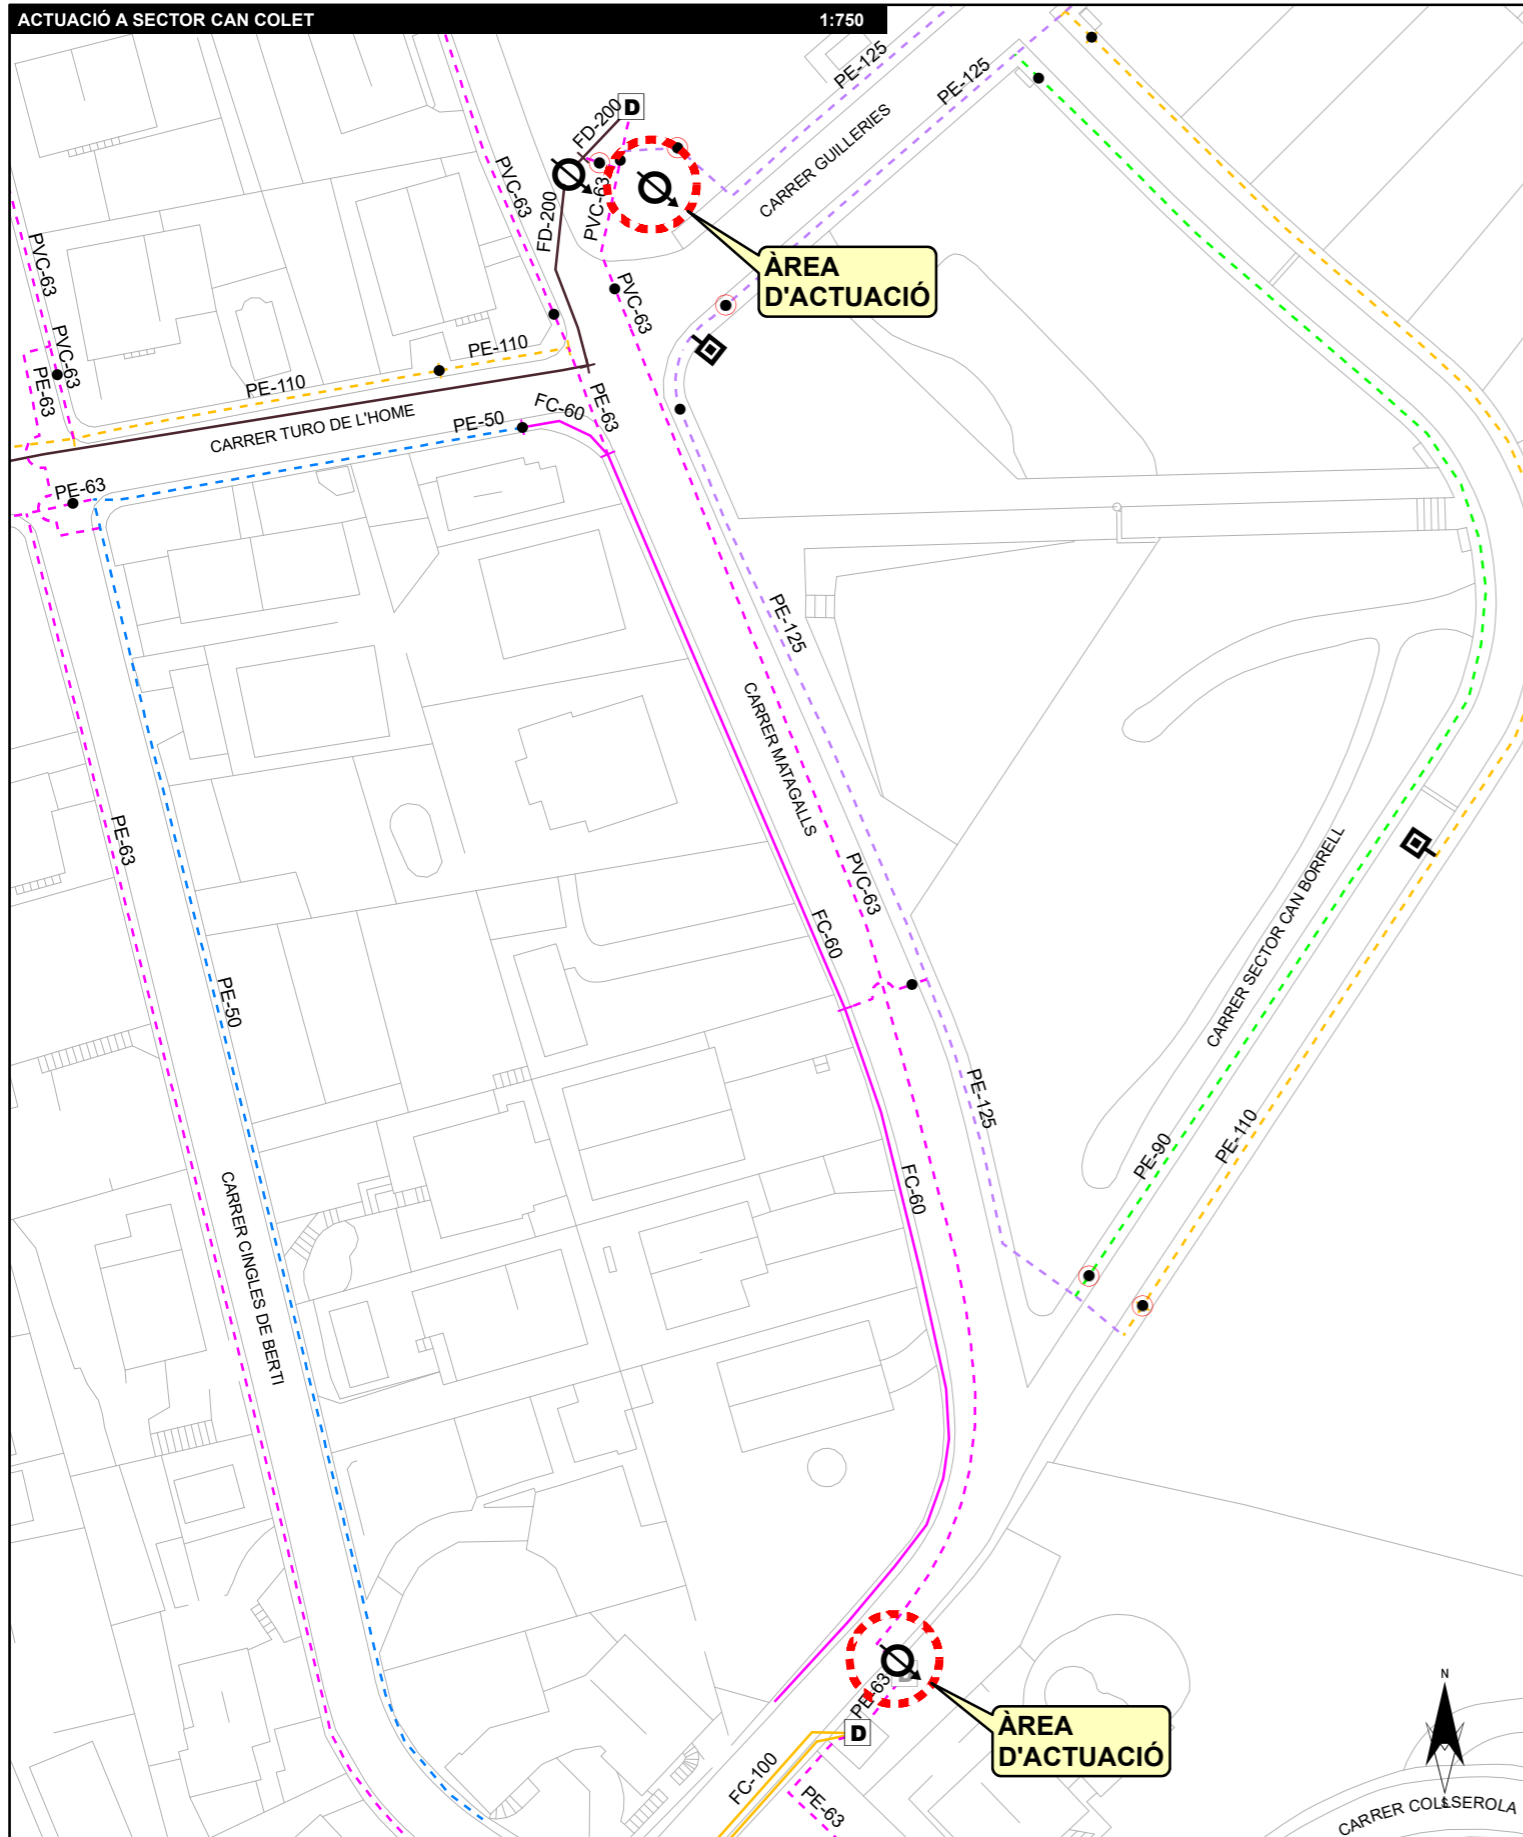 ACTUACIÓ A SECTOR CAN COLET 1:750
PE-125
PE-125
FD-200
D
CARRER GUILLERIES
PVC-63
PVC-63
FD-200
ÀREA
D'ACTUACIÓ
PVC-63
PVC-63
PVC-63
PE-63
PE-110
PE-110
PE-63
FC-60
PE-50
CARRER TURO DE L'HOME
PE-63
PE-125
CARRER MATAGALLS
PE-63
PVC-63
FC-60
CARRER SECTOR CAN BORRELL
PE-50
PE-125
PE-90
PE-110
FC-60
CARRER CINGLES DE BERTI
PE-63
D
D
ÀREA
D'ACTUACIÓ
FC-100
PE-63
N
S
CARRER COLLSEROLA